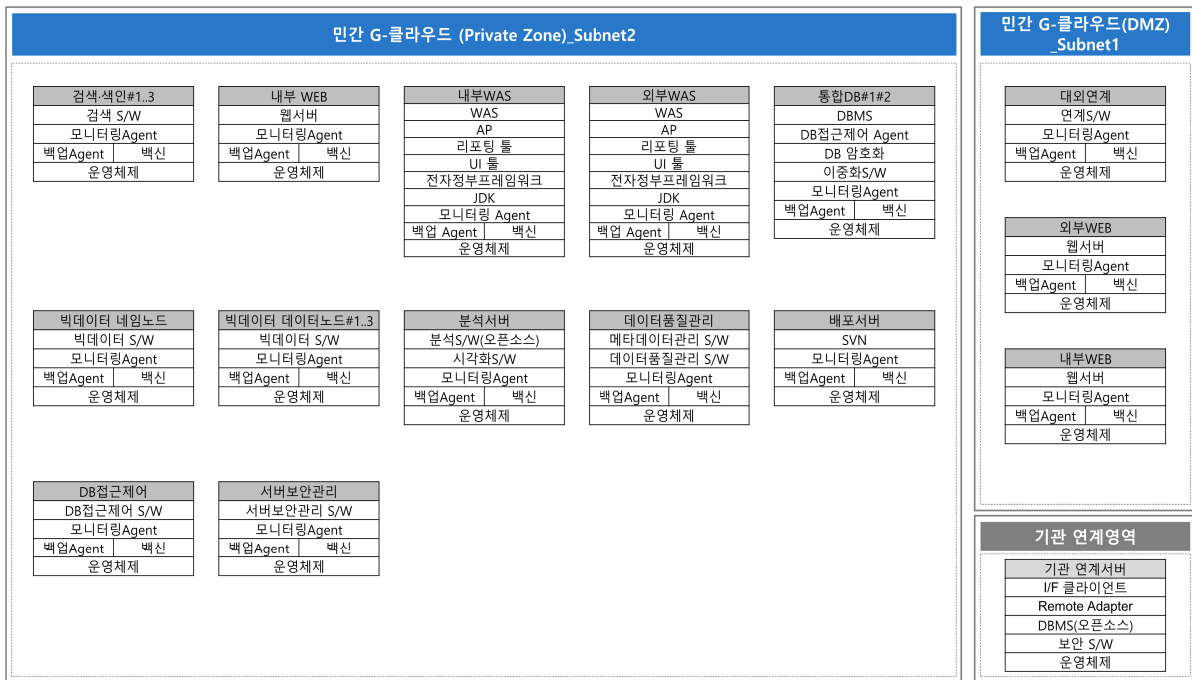 민간 G-클라우드 (Private Zone)_Subnet2
검색·색인#1..3
검색 S/W
모니터링Agent
백업Agent 백신
운영체제
내부 WEB
웹서버
모니터링Agent
백업Agent 백신
운영체제
내부WAS
WAS
AP
리포팅 툴
UI 툴
전자정부프레임워크
JDK
모니터링 Agent
백업 Agent 백신
운영체제
외부WAS
WAS
AP
리포팅 툴
UI 툴
전자정부프레임워크
JDK
모니터링 Agent
백업 Agent 백신
운영체제
통합DB#1#2
DBMS
DB접근제어 Agent
DB 암호화
이중화S/W
모니터링Agent
백업Agent 백신
운영체제
빅데이터 네임노드
빅데이터 S/W
모니터링Agent
백업Agent 백신
운영체제
빅데이터 데이터노드#1..3
빅데이터 S/W
모니터링Agent
백업Agent 백신
운영체제
분석서버
분석S/W(오픈소스)
시각화S/W
모니터링Agent
백업Agent 백신
운영체제
데이터품질관리
메타데이터관리 S/W
데이터품질관리 S/W
모니터링Agent
백업Agent 백신
운영체제
배포서버
SVN
모니터링Agent
백업Agent 백신
운영체제
DB접근제어
DB접근제어 S/W
모니터링Agent
백업Agent 백신
운영체제
서버보안관리
서버보안관리 S/W
모니터링Agent
백업Agent 백신
운영체제
민간 G-클라우드(DMZ)
_Subnet1
대외연계
연계S/W
모니터링Agent
백업Agent 백신
운영체제
외부WEB
웹서버
모니터링Agent
백업Agent 백신
운영체제
내부WEB
웹서버
모니터링Agent
백업Agent 백신
운영체제
기관 연계영역
기관 연계서버
I/F 클라이언트
Remote Adapter
DBMS(오픈소스)
보안 S/W
운영체제